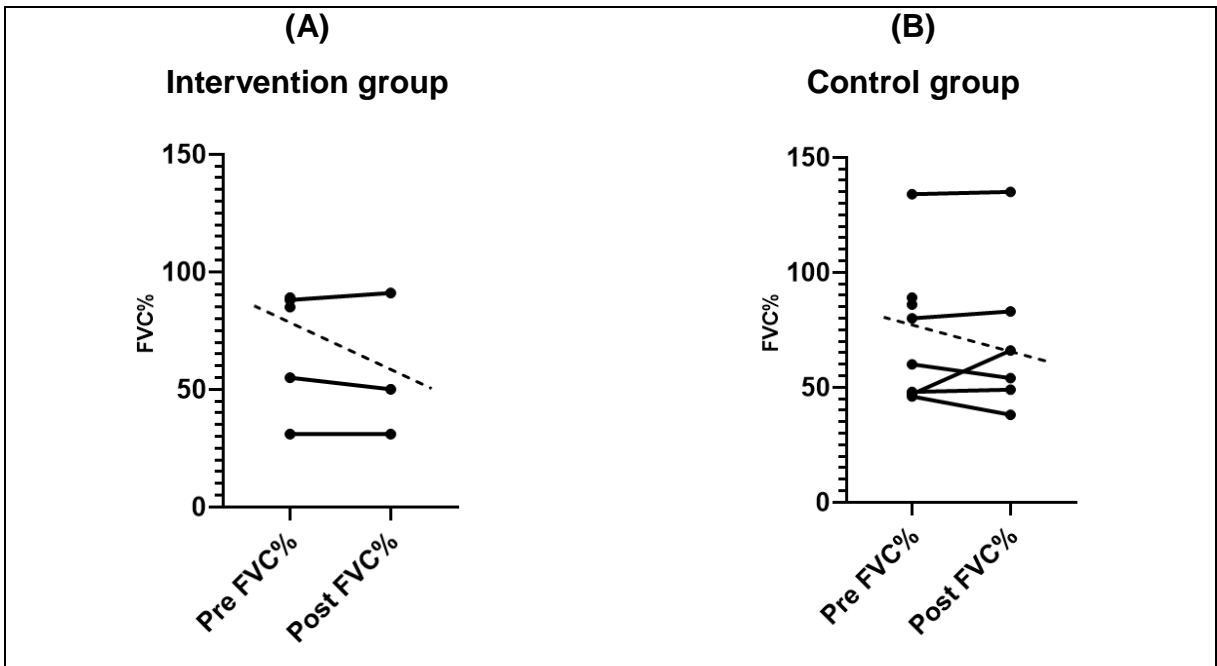 (A)
Intervention group
150
100
50
0
FVC%
Pre FVC%
Post FVC%
(B)
Control group
150
100
50
0
FVC%
Pre FVC%
Post FVC%